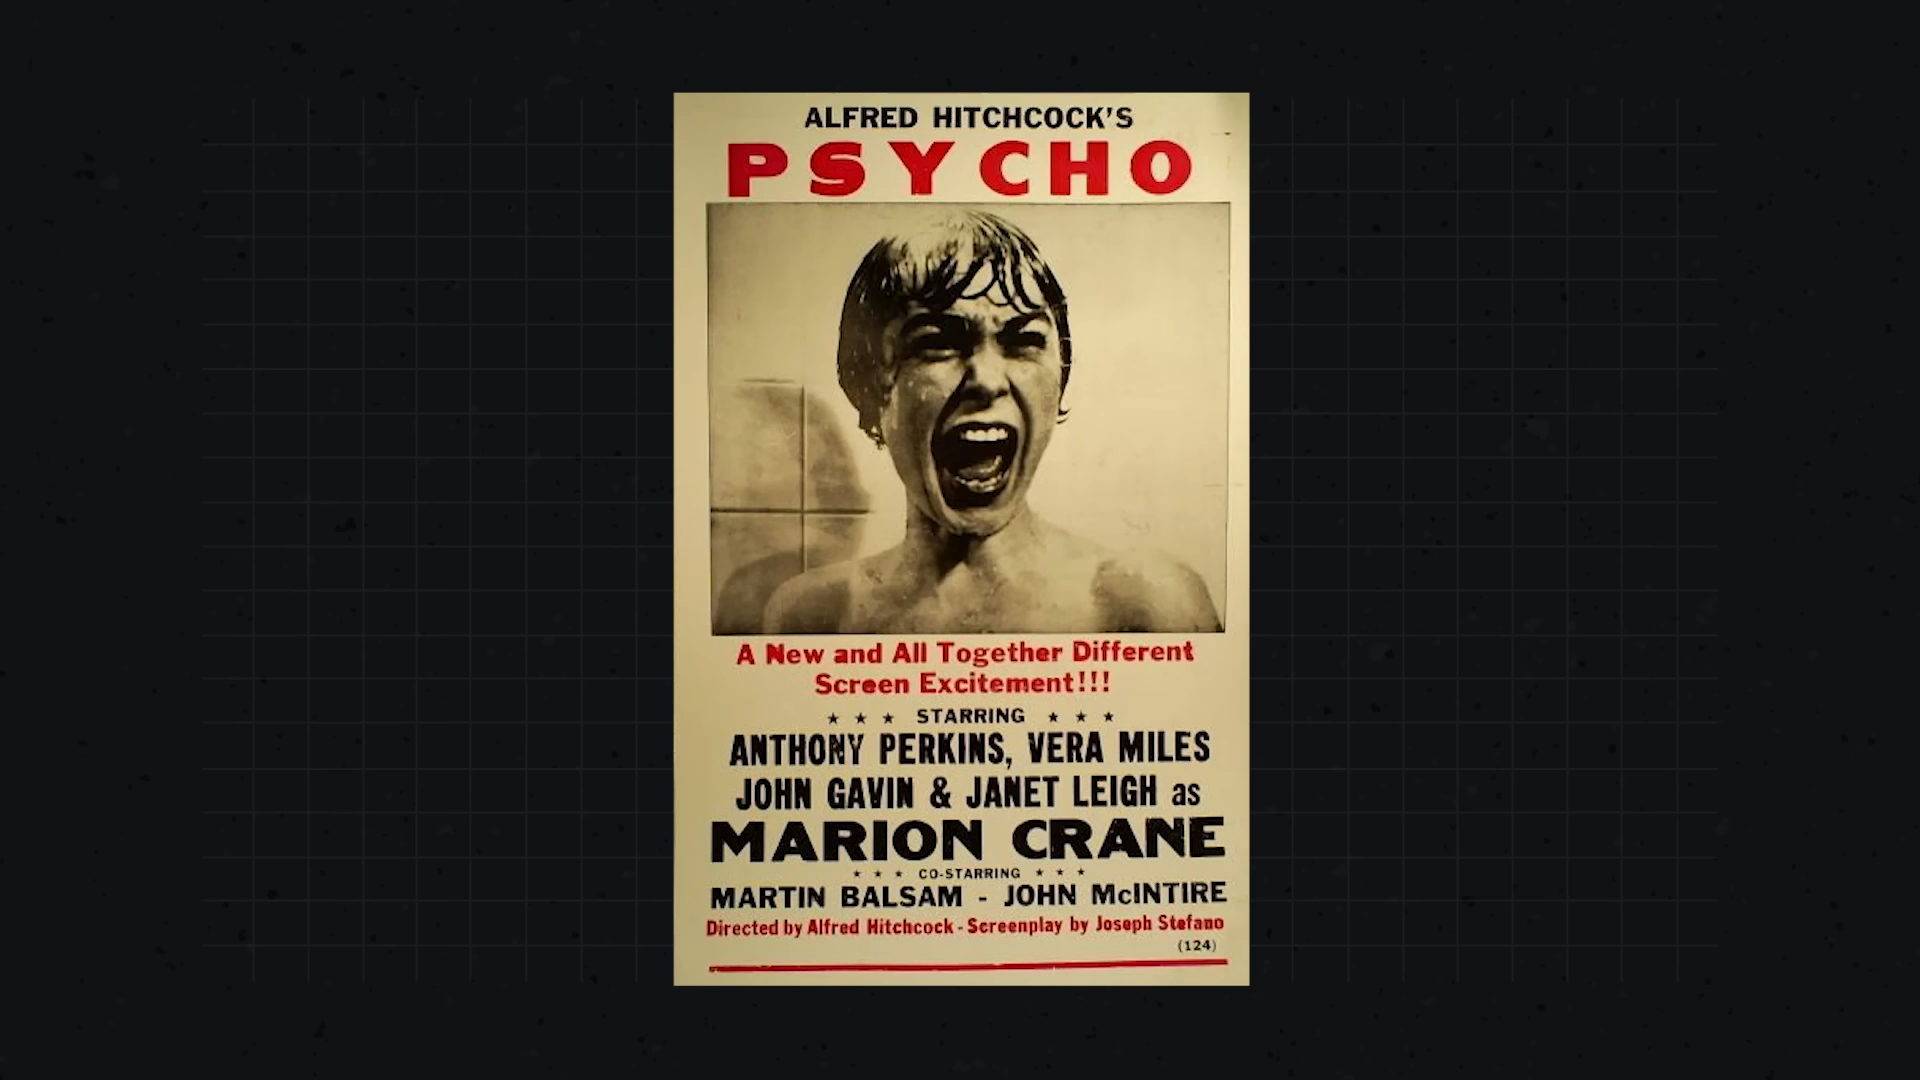 ALFRED HITCHCOCK'S
PSYCHO
A New and All Together Different
Screen Excitement!!!
★ ★ ★ STARRING ★ ★ ★
ANTHONY PERKINS, VERA MILES
JOHN GAVIN & JANET LEIGH as
MARION CRANE
★ ★ ★ CO-STARRING ★ ★ ★
MARTIN BALSAM - JOHN McINTIRE
Directed by Alfred Hitchcock - Screenplay by Joseph Stefano
(124)